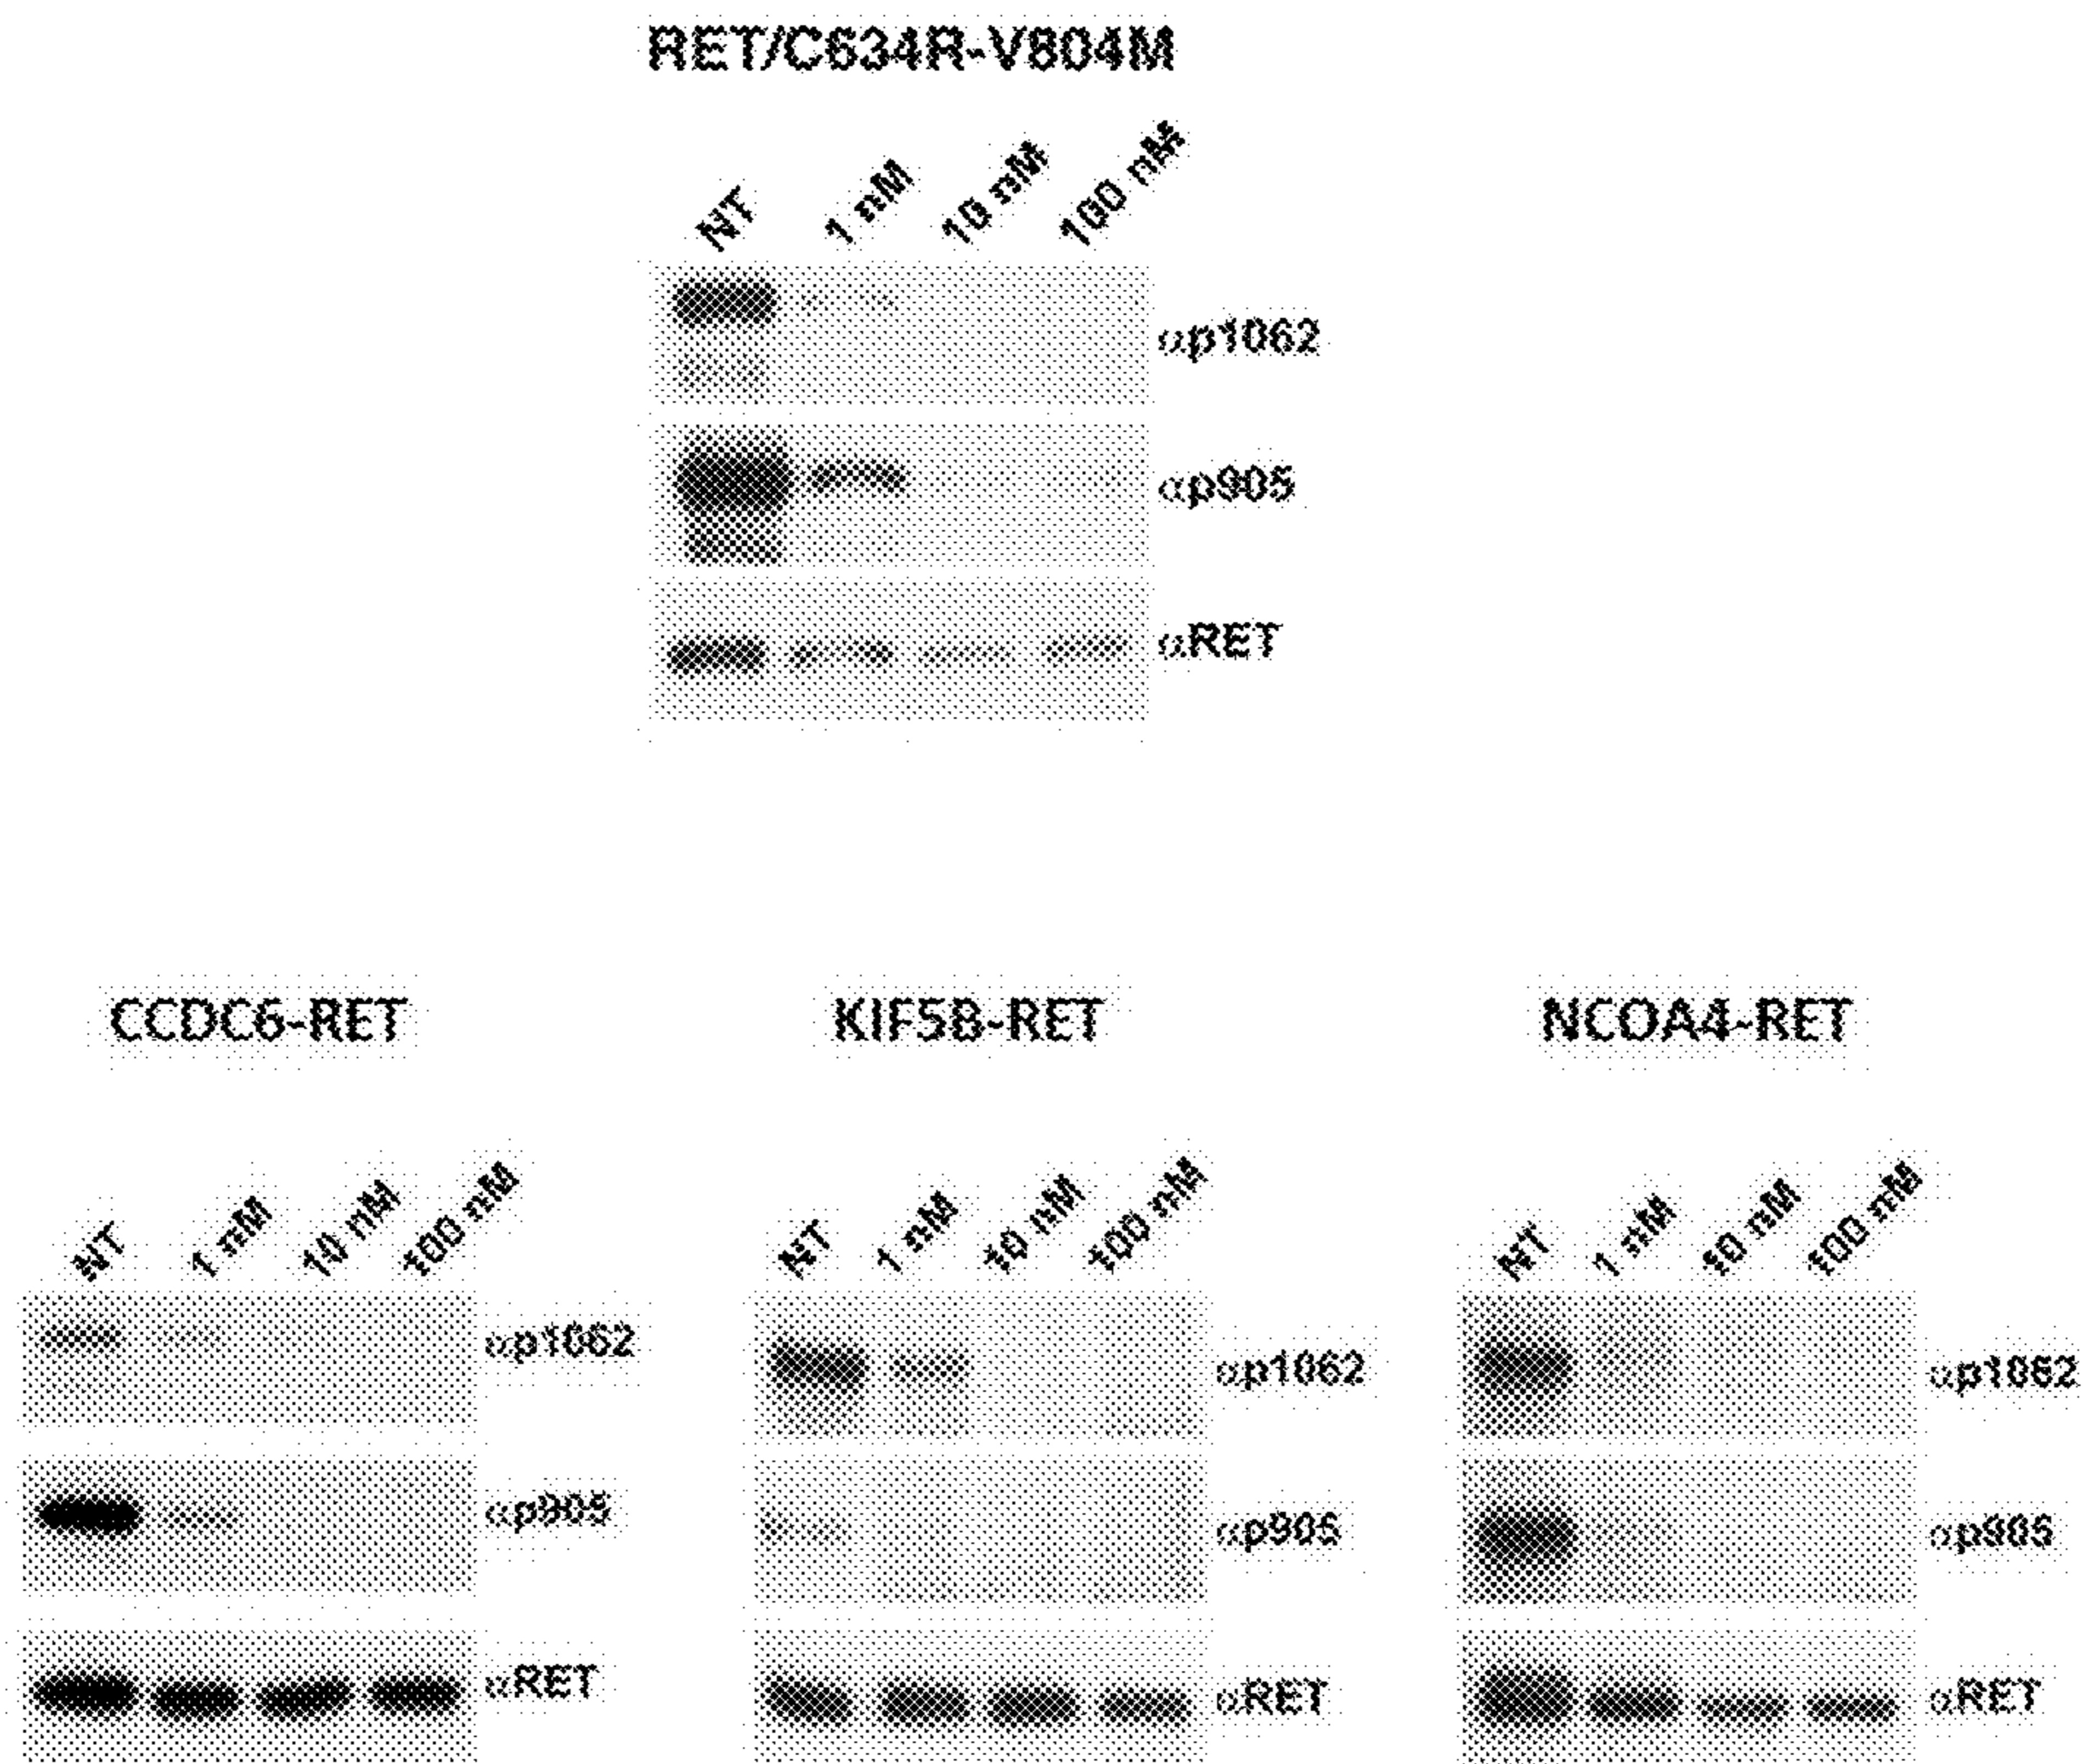 RET/C634R-V804M
NT 1 nM 10 nM 100 nM
αp1062
αp905
αRET
CCDC6-RET
NT 1 nM 10 nM 100 nM
αp1062
αp905
αRET
KIF5B-RET
NT 1 nM 10 nM 100 nM
αp1062
αp905
αRET
NCOA4-RET
NT 1 nM 10 nM 100 nM
αp1062
αp905
αRET